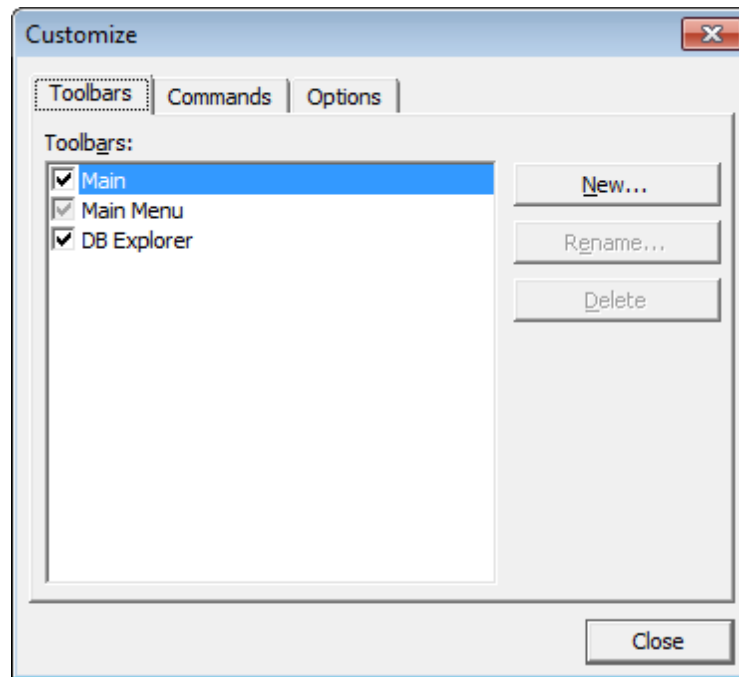 Customize
Toolbars Commands Options
Toolbars:
Main
Main Menu
DB Explorer
New...
Rename...
Delete
Close